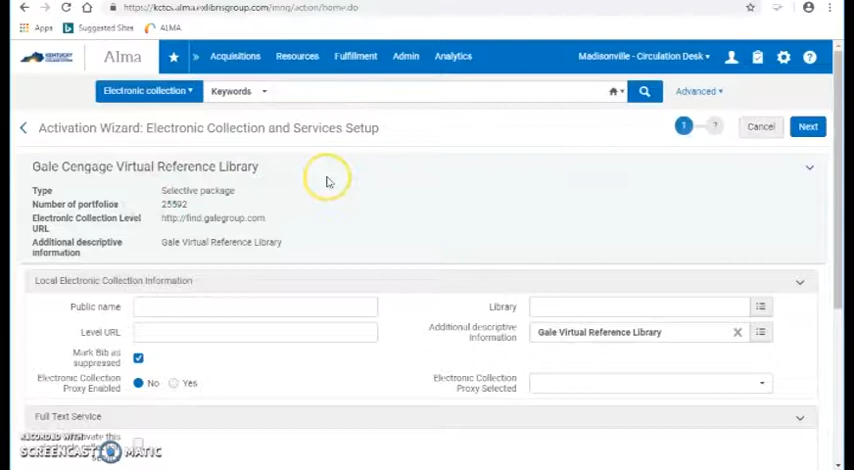 https://kctcs.alma.exlibrisgroup.com/mng/action/home.do
Apps Suggested Sites ALMA
KENTUCKY
Alma Acquisitions Resources Fulfillment Admin Analytics Madisonville - Circulation Desk
Electronic collection Keywords Advanced
Activation Wizard: Electronic Collection and Services Setup 1 ? Cancel Next
Gale Cengage Virtual Reference Library
Type Selective package
Number of portfolios 25592
Electronic Collection Level URL http://find.galegroup.com
Additional descriptive information Gale Virtual Reference Library
Local Electronic Collection Information
Public name Library
Level URL Additional descriptive information Gale Virtual Reference Library
Mark Bib as suppressed
Electronic Collection Proxy Enabled No Yes Electronic Collection Proxy Selected
Full Text Service
RECORDED WITH
SCREENCAST MATIC